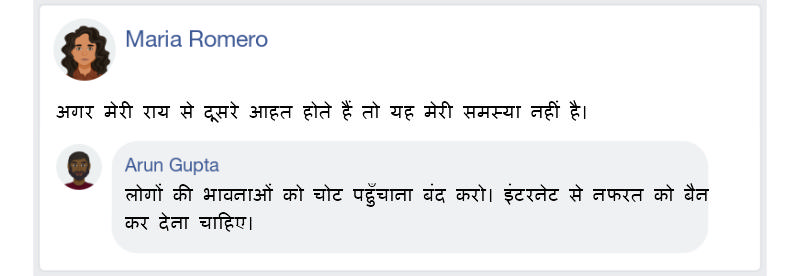 Maria Romero
अगर मेरी राय से दूसरे आहत होते हैं तो यह मेरी समस्या नहीं है।
Arun Gupta
लोगों की भावनाओं को चोट पहुँचाना बंद करो। इंटरनेट से नफरत को बैन
कर देना चाहिए।